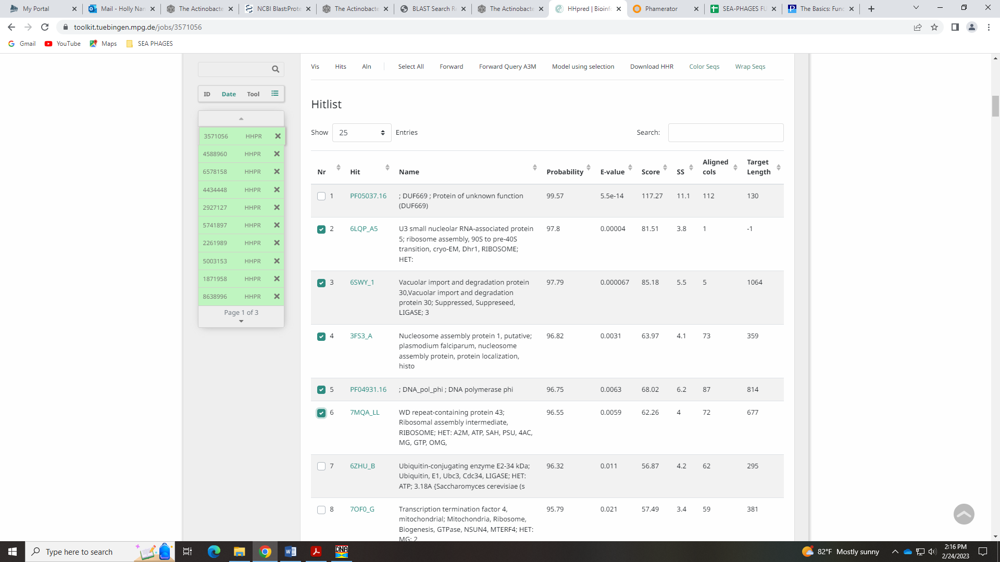 My Portal
Mail - Holly Nan
The Actinobacte
NCBI Blast:Prote
The Actinobacte
BLAST Search Re
The Actinobacte
HHpred | Bioinfo
Phamerator
SEA-PHAGES FU
The Basics: Func
toolkit.tuebingen.mpg.de/jobs/3571056
Gmail
YouTube
Maps
SEA PHAGES
Vis Hits Aln Select All Forward Forward Query A3M Model using selection Download HHR Color Seqs Wrap Seqs
ID Date Tool
3571056 HHPR
4588960 HHPR
6578158 HHPR
4434448 HHPR
2927127 HHPR
5741897 HHPR
2261989 HHPR
5003153 HHPR
1871958 HHPR
8638996 HHPR
Page 1 of 3
Hitlist
Show 25 Entries
Search:
Nr Hit Name Probability E-value Score SS Aligned cols Target Length
1 PF05037.16 ; DUF669 ; Protein of unknown function 99.57 5.5e-14 117.27 11.1 112 130
(DUF669)
2 6LQP_A5 U3 small nucleolar RNA-associated protein 97.8 0.00004 81.51 3.8 1 -1
5; ribosome assembly, 90S to pre-40S
transition, cryo-EM, Dhr1, RIBOSOME;
HET:
3 6SWY_1 Vacuolar import and degradation protein 97.79 0.000067 85.18 5.5 5 1064
30,Vacuolar import and degradation
protein 30; Suppressed, Suppreseed,
LIGASE; 3
4 3FS3_A Nucleosome assembly protein 1, putative; 96.82 0.0031 63.97 4.1 73 359
plasmodium falciparum, nucleosome
assembly protein, protein localization,
histo
5 PF04931.16 ; DNA_pol_phi ; DNA polymerase phi 96.75 0.0063 68.02 6.2 87 814
6 7MQA_LL WD repeat-containing protein 43; 96.55 0.0059 62.26 4 72 677
Ribosomal assembly intermediate,
RIBOSOME; HET: A2M, ATP, SAH, PSU, 4AC,
MG, GTP, OMG,
7 6ZHU_B Ubiquitin-conjugating enzyme E2-34 kDa; 96.32 0.011 56.87 4.2 62 295
Ubiquitin, E1, Ubc3, Cdc34, LIGASE; HET:
ATP; 3.18A {Saccharomyces cerevisiae (s
8 7OF0_G Transcription termination factor 4, 95.79 0.021 57.49 3.4 59 381
mitochondrial; Mitochondria, Ribosome,
Biogenesis, GTPase, NSUN4, MTERF4; HET:
MG; 2
Type here to search
DNA
82°F Mostly sunny
2:16 PM
2/24/2023